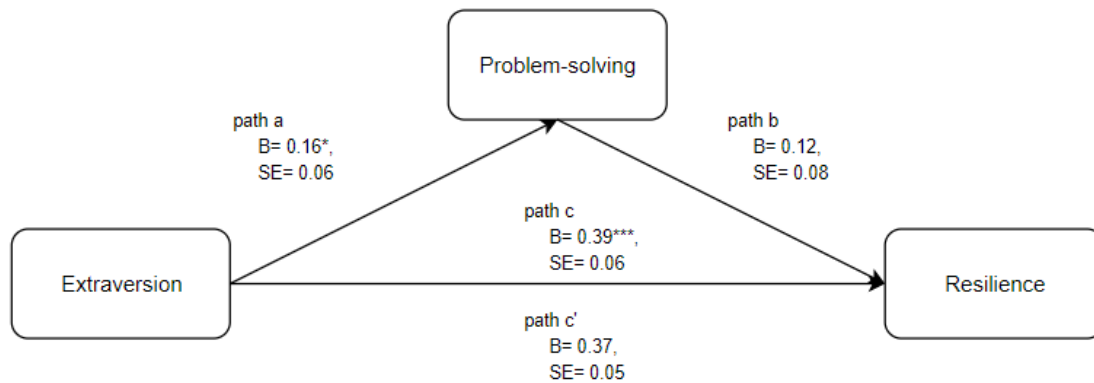 Problem-solving
path a
B= 0.16*,
SE= 0.06
path b
B= 0.12,
SE= 0.08
path c
B= 0.39***,
SE= 0.06
Extraversion
Resilience
path c'
B= 0.37,
SE= 0.05